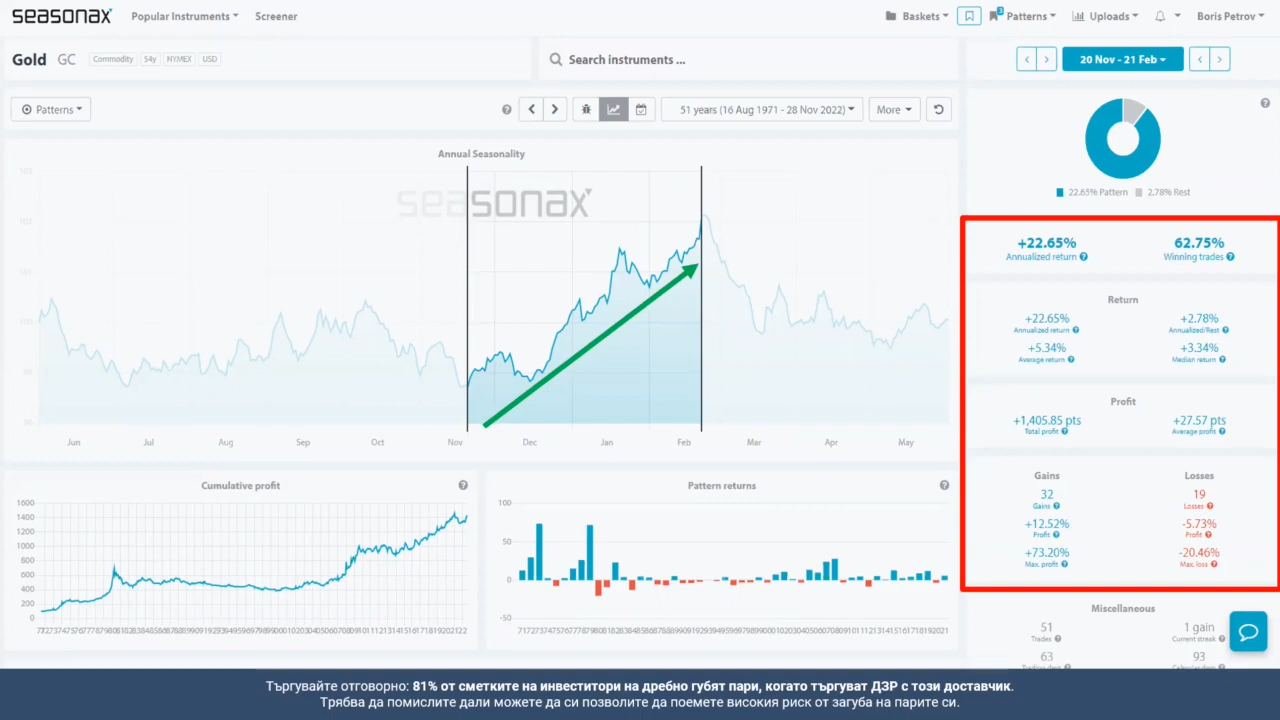 seasonax
Popular Instruments
Screener
Baskets
3
Patterns
Uploads
Boris Petrov
Gold GC Commodity 54y NYMEX USD
Search instruments ...
20 Nov - 21 Feb
Patterns
51 years (16 Aug 1971 - 28 Nov 2022)
More
Annual Seasonality
seasonax
Jun Jul Aug Sep Oct Nov Dec Jan Feb Mar Apr May
22.65% Pattern 2.78% Rest
+22.65% 62.75%
Annualized return Winning trades
Return
+22.65% +2.78%
Annualized return Annualized/Rest
+5.34% +3.34%
Average return Median return
Profit
+1,405.85 pts +27.57 pts
Total profit Average profit
Gains Losses
32 19
Gains Losses
+12.52% -5.73%
Profit Profit
+73.20% -20.46%
Max. profit Max. loss
Miscellaneous
51 1 gain
Trades Current streak
63 93
Cumulative profit
1600
1400
1200
1000
800
600
400
200
0
Pattern returns
100
50
0
-50
Търгувайте отговорно: 81% от сметките на инвеститори на дребно губят пари, когато търгуват ДЗР с този доставчик.
Трябва да помислите дали можете да си позволите да поемете високия риск от загуба на парите си.